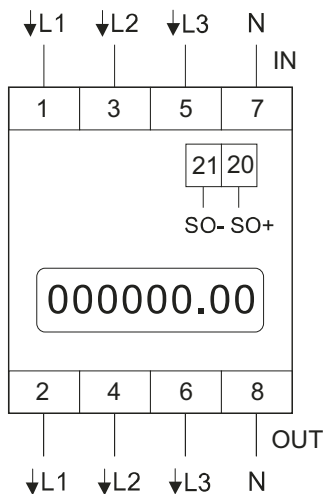 ↓L1 ↓L2 ↓L3 N
IN
1 3 5 7
21 20
SO- SO+
000000.00
2 4 6 8
OUT
↓L1 ↓L2 ↓L3 N